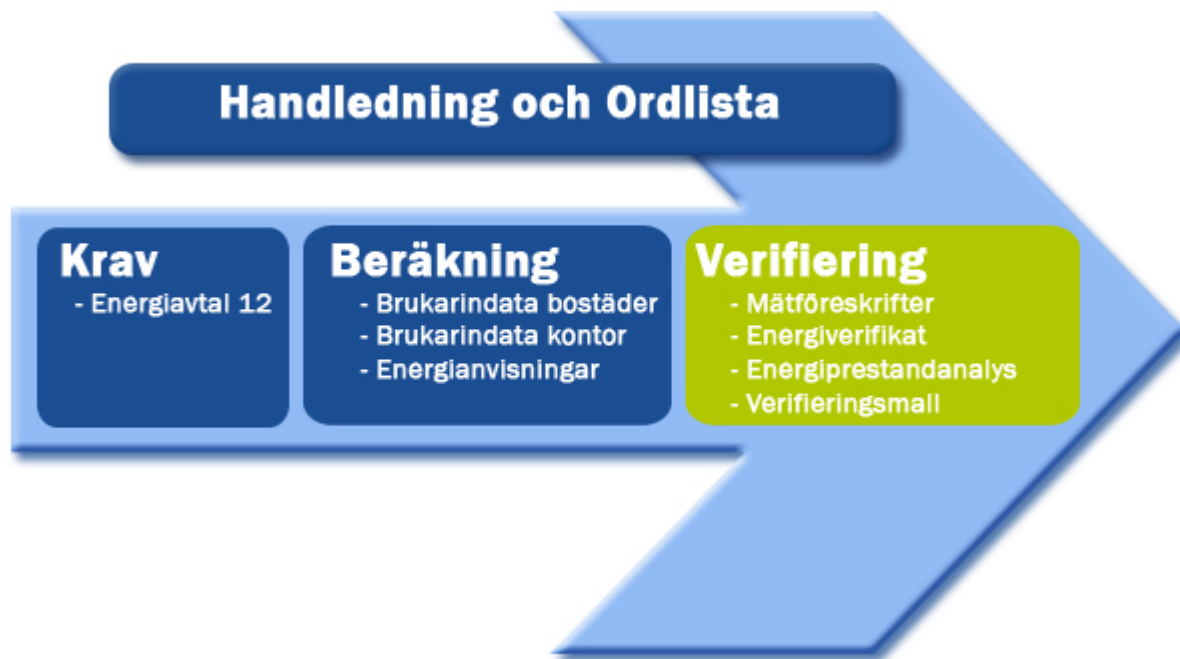 Handledning och Ordlista
Krav
- Energiavtal 12
Beräkning
- Brukarindata bostäder
- Brukarindata kontor
- Energianvisningar
Verifiering
- Mätföreskrifter
- Energiverifikat
- Energiprestandanalys
- Verifieringsmall